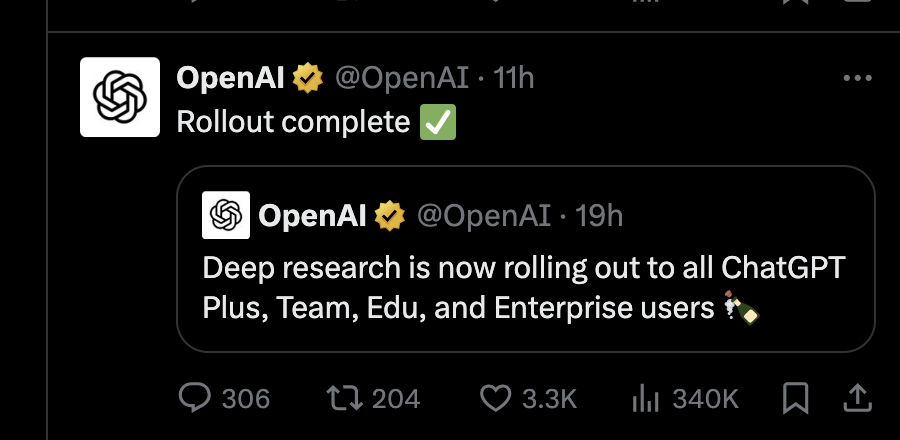 OpenAI @OpenAI · 11h
Rollout complete ✅
OpenAI @OpenAI · 19h
Deep research is now rolling out to all ChatGPT
Plus, Team, Edu, and Enterprise users 🍾
306 204 3.3K 340K